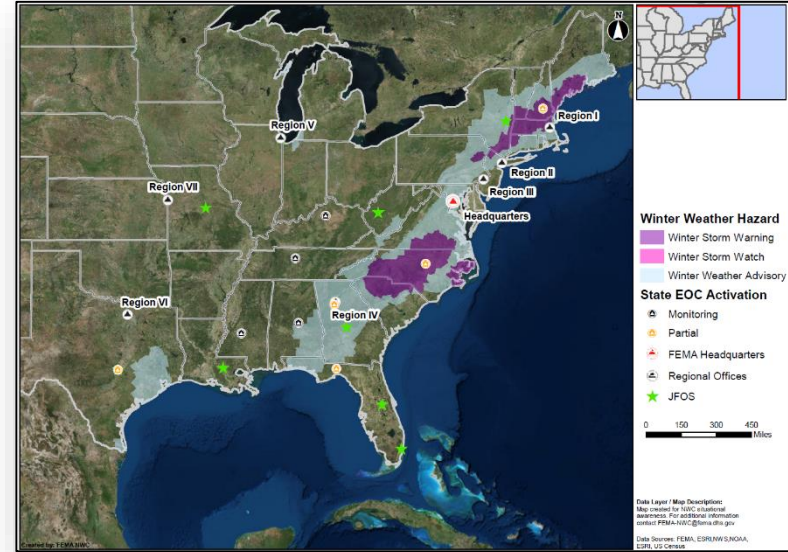 N
Region I
Region V
Region II
Region III
Region VII
Headquarters
Region VI
Region IV
Created by: FEMA NWC
Winter Weather Hazard
Winter Storm Warning
Winter Storm Watch
Winter Weather Advisory
State EOC Activation
Monitoring
Partial
FEMA Headquarters
Regional Offices
JFOS
0 150 300 450
Miles
Data Layer / Map Description:
Map created for NWC situational
awareness. For additional information
contact FEMA-NWC@fema.dhs.gov
Data Sources: FEMA, ESRI,NWS,NOAA,
ESRI, US Census